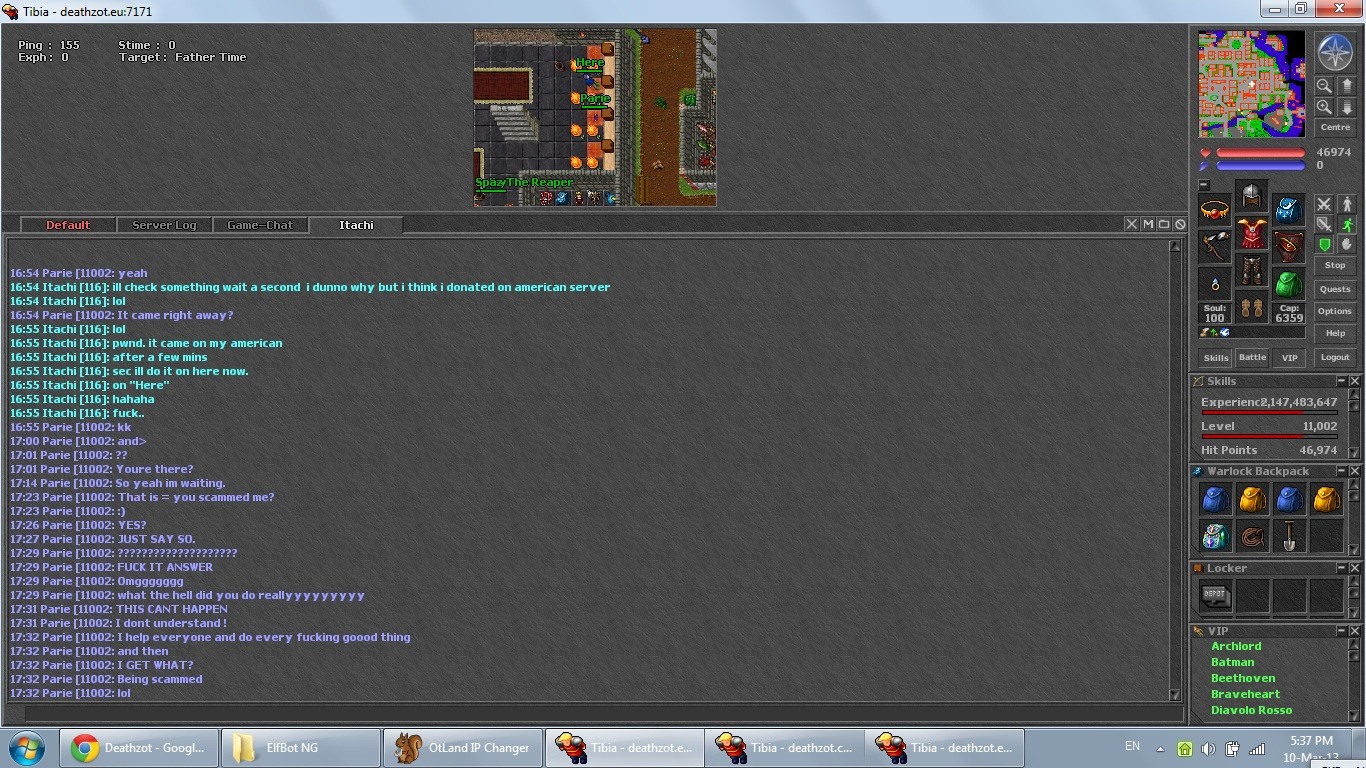 Tibia - deathzot.eu:7171
Ping : 155 Stime : 0
Exph: 0 Target: Father Time
Here
Parie
Späzy The Reaper
Centre
46974
0
Soul:
100
Cap:
6359
Stop
Quests
Options
Help
Skills Battle VIP Logout
Default Server Log Game-Chat Itachi
M
16:54 Parie [11002: yeah
16:54 Itachi [116]: ill check something wait a second i dunno why but i think i donated on american server
16:54 Itachi [116]: lol
16:54 Parie [11002: It came right away?
16:55 Itachi [116]: lol
16:55 Itachi [116]: pwnd. it came on my american
16:55 Itachi [116]: after a few mins
16:55 Itachi [116]: sec ill do it on here now.
16:55 Itachi [116]: on "Here"
16:55 Itachi [116]: hahaha
16:55 Itachi [116]: fuck..
16:55 Parie [11002: kk
17:00 Parie [11002: and>
17:01 Parie [11002: ??
17:01 Parie [11002: Youre there?
17:14 Parie [11002: So yeah im waiting.
17:23 Parie [11002: That is = you scammed me?
17:23 Parie [11002: :)
17:26 Parie [11002: YES?
17:27 Parie [11002: JUST SAY SO.
17:29 Parie [11002: ????????????????????
17:29 Parie [11002: FUCK IT ANSWER
17:29 Parie [11002: Omggggggg
17:29 Parie [11002: what the hell did you do reallyyyyyyyyy
17:31 Parie [11002: THIS CANT HAPPEN
17:31 Parie [11002: I dont understand !
17:32 Parie [11002: I help everyone and do every fucking goood thing
17:32 Parie [11002: and then
17:32 Parie [11002: I GET WHAT?
17:32 Parie [11002: Being scammed
17:32 Parie [11002: lol
Skills
Experienc2,147,483,647
Level 11,002
Hit Points 46,974
Warlock Backpack
Locker
DEPOT
VIP
Archlord
Batman
Beethoven
Braveheart
Diavolo Rosso
Deathzot - Googl...
ElfBot NG
OtLand IP Changer
Tibia - deathzot.e...
Tibia - deathzot.c...
Tibia - deathzot.e...
EN
5:37 PM
10-Mar-13